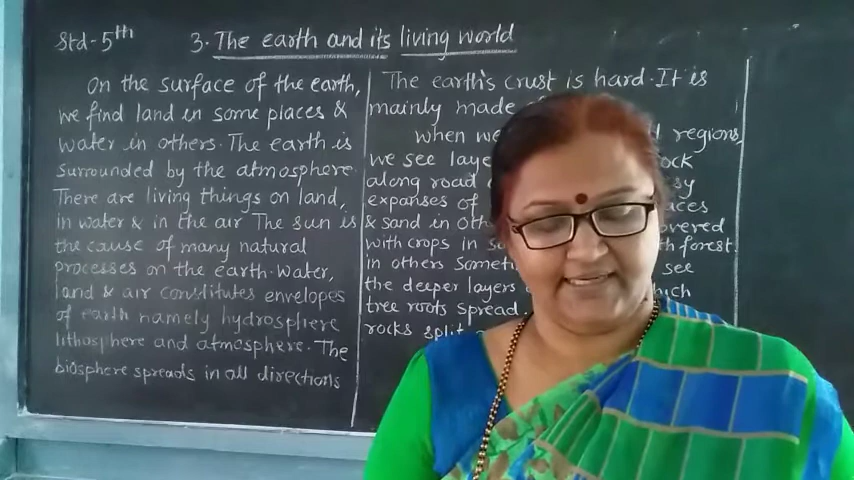 Std-5th
3. The earth and its living world
On the surface of the earth,
we find land in some places &
water in others. The earth is
surrounded by the atmosphere.
There are living things on land,
in water & in the air The sun is
the cause of many natural
processes on the earth. Water,
land & air constitutes envelopes
of earth namely hydrosphere
lithosphere and atmosphere. The
biosphere spreads in all directions
The earth's crust is hard. It is
mainly made
when we regions,
we see laye rock
along road
expanses of
& sand in oth overed
with crops in forest.
in others Someti see
the deeper layers which
tree roots spread.
rocks split